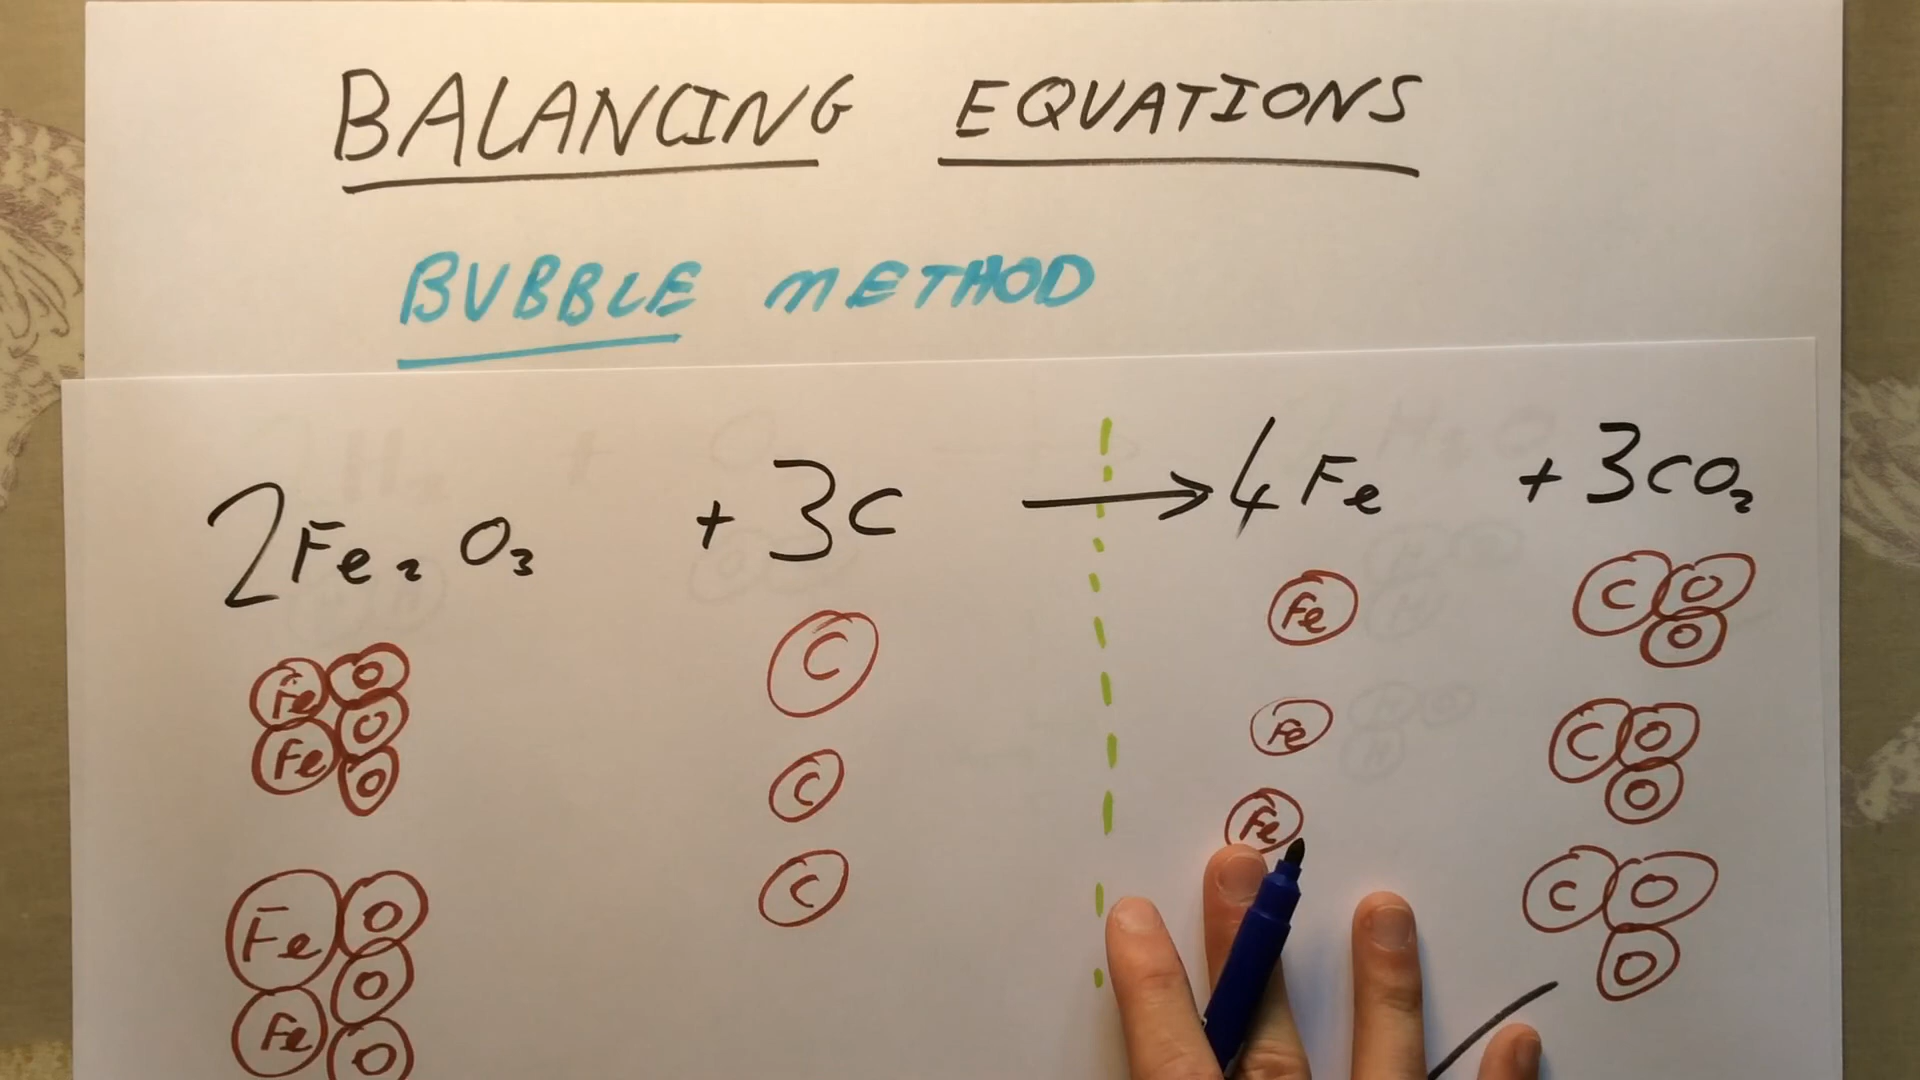 BALANCING EQUATIONS
BUBBLE METHOD
2Fe₂O₃ + 3C → 4Fe + 3CO₂
Fe O C Fe C O
Fe O O
O C Fe C O
O
C Fe
Fe O C O
O O
Fe O